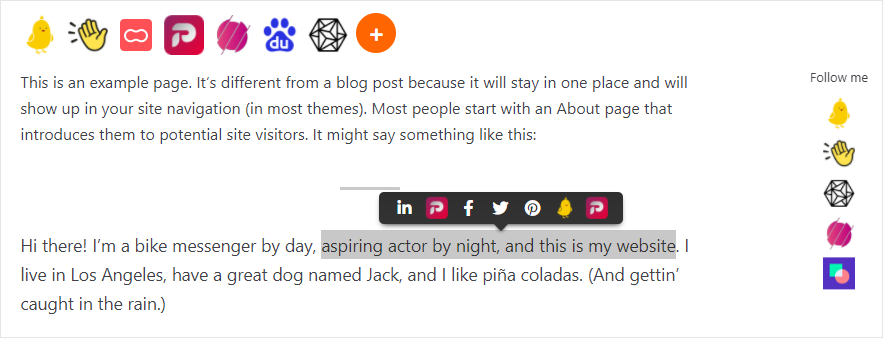 du
+
This is an example page. It’s different from a blog post because it will stay in one place and will
show up in your site navigation (in most themes). Most people start with an About page that
introduces them to potential site visitors. It might say something like this:
Follow me
in
Hi there! I’m a bike messenger by day, aspiring actor by night, and this is my website. I
live in Los Angeles, have a great dog named Jack, and I like piña coladas. (And gettin’
caught in the rain.)